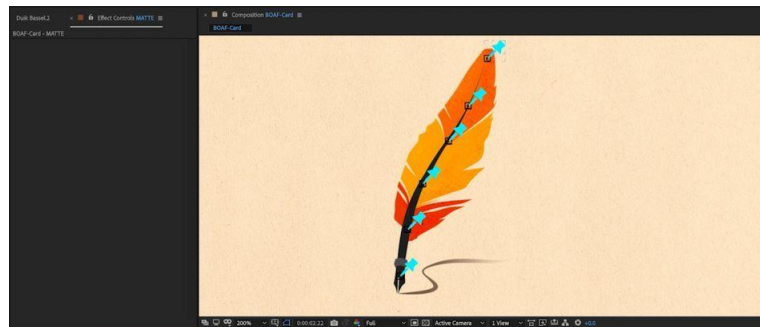 Duik Bassel.2
Effect Controls MATTE
BOAF-Card • MATTE
Composition BOAF-Card
BOAF-Card
200%
0:00:02:22
Full
Active Camera
1 View
+0.0